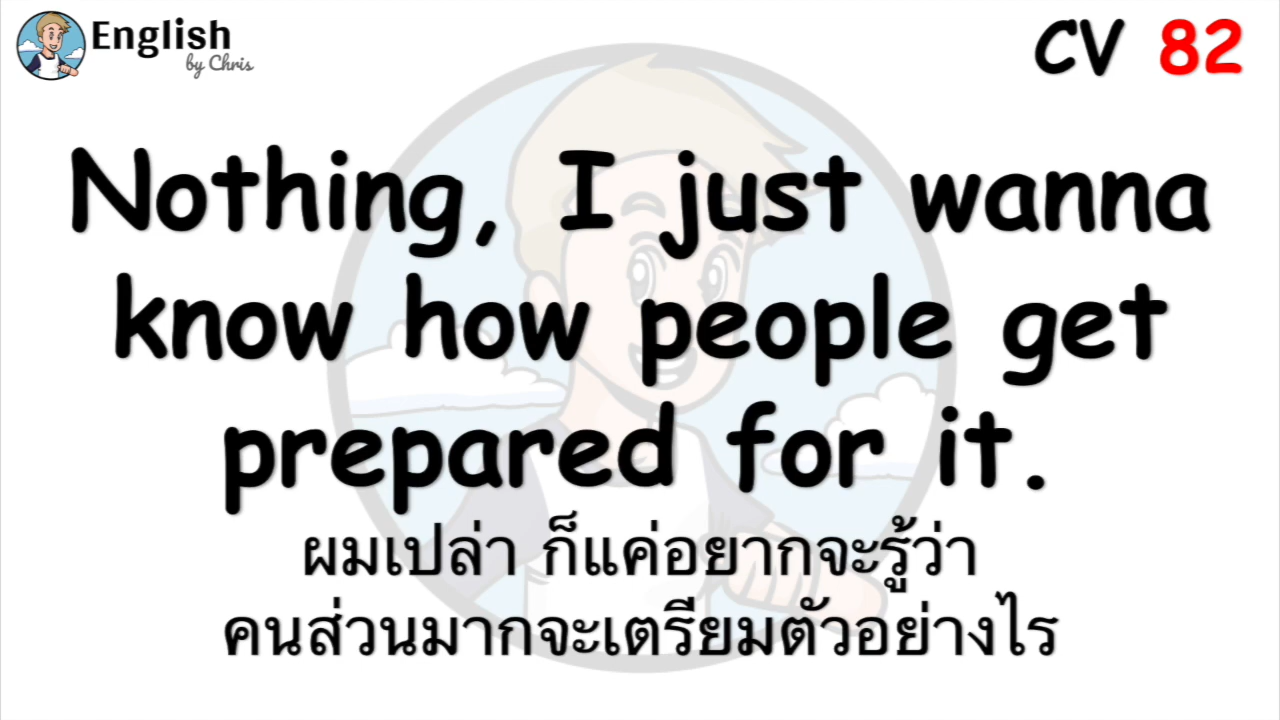 English
by Chris
CV 82
Nothing, I just wanna
know how people get
prepared for it.
ผมเปล่า ก็แค่อยากจะรู้ว่า
คนส่วนมากจะเตรียมตัวอย่างไร